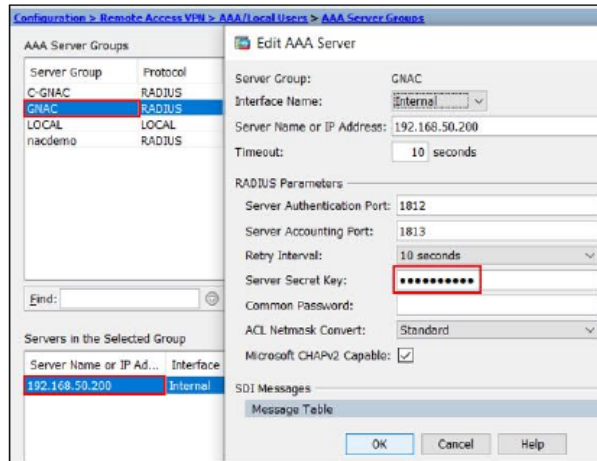 Configuration > Remote Access VPN > AAA/Local Users > AAA Server Groups
AAA Server Groups
Server Group Protocol
C-GNAC RADIUS
GNAC RADIUS
LOCAL LOCAL
nacdemo RADIUS
Find:
Servers in the Selected Group
Server Name or IP Ad... Interface
192.168.50.200 Internal
Edit AAA Server
Server Group: GNAC
Interface Name: Internal
Server Name or IP Address: 192.168.50.200
Timeout: 10 seconds
RADIUS Parameters
Server Authentication Port: 1812
Server Accounting Port: 1813
Retry Interval: 10 seconds
Server Secret Key: ••••••••••
Common Password:
ACL Netmask Convert: Standard
Microsoft CHAPv2 Capable:
SDI Messages
Message Table
OK Cancel Help